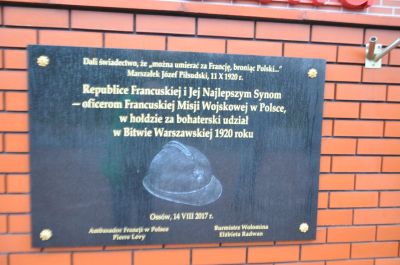 Dali świadectwo, że „można umierać za Francję, broniąc Polski..."
Marszałek Józef Piłsudski, 11 X 1920 r.
Republice Francuskiej i Jej Najlepszym Synom
– oficerom Francuskiej Misji Wojskowej w Polsce,
w hołdzie za bohaterski udział
w Bitwie Warszawskiej 1920 roku
Ossów, 14 VIII 2017 r.
Ambasador Francji w Polsce
Pierre Lévy
Burmistrz Wołomina
Elżbieta Radwan